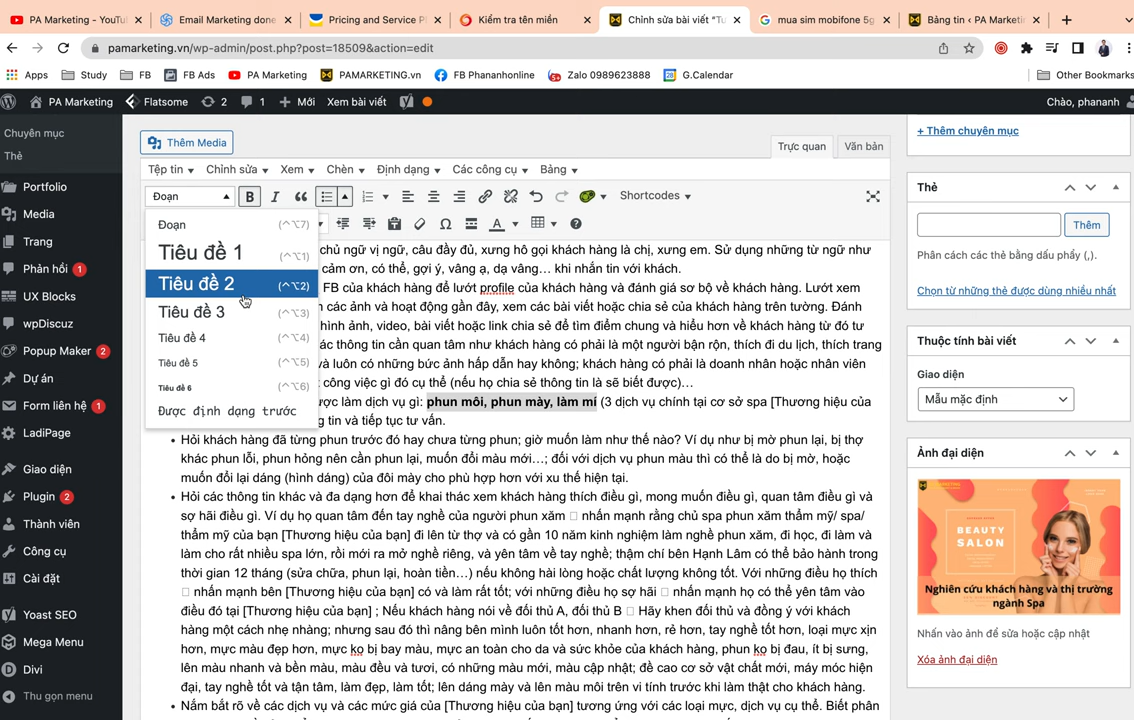 PA Marketing - YouTu
Email Marketing done
Pricing and Service P
Kiểm tra tên miền
Chỉnh sửa bài viết "Tư
mua sim mobifone 5g
Bảng tin ‹ PA Marketi
pamarketing.vn/wp-admin/post.php?post=18509&action=edit
Apps
Study
FB
FB Ads
PA Marketing
PAMARKETING.vn
FB Phananhonline
Zalo 0989623888
G.Calendar
Other Bookmarks
PA Marketing
Flatsome
2
1
Mới
Xem bài viết
Chào, phananh
Chuyên mục
Thẻ
Portfolio
Media
Trang
Phản hồi 1
UX Blocks
wpDiscuz
Popup Maker 2
Dự án
Form liên hệ 1
LadiPage
Giao diện
Plugin 2
Thành viên
Công cụ
Cài đặt
Yoast SEO
Mega Menu
Divi
Thu gọn menu
Thêm Media
Trực quan
Văn bản
Tệp tin
Chỉnh sửa
Xem
Chèn
Định dạng
Các công cụ
Bảng
Đoạn
B
I
Shortcodes
Đoạn (^⌥7)
Tiêu đề 1 (^⌥1)
Tiêu đề 2 (^⌥2)
Tiêu đề 3 (^⌥3)
Tiêu đề 4 (^⌥4)
Tiêu đề 5 (^⌥5)
Tiêu đề 6 (^⌥6)
Được định dạng trước
chủ ngữ vị ngữ, câu đầy đủ, xưng hô gọi khách hàng là chị, xưng em. Sử dụng những từ ngữ như
cảm ơn, có thể, gợi ý, vâng ạ, dạ vâng… khi nhắn tin với khách.
FB của khách hàng để lướt profile của khách hàng và đánh giá sơ bộ về khách hàng. Lướt xem
các ảnh và hoạt động gần đây, xem các bài viết hoặc chia sẻ của khách hàng trên tường. Đánh
hình ảnh, video, bài viết hoặc link chia sẻ để tìm điểm chung và hiểu hơn về khách hàng từ đó tư
các thông tin cần quan tâm như khách hàng có phải là một người bận rộn, thích đi du lịch, thích trang
và luôn có những bức ảnh hấp dẫn hay không; khách hàng có phải là doanh nhân hoặc nhân viên
công việc gì đó cụ thể (nếu họ chia sẻ thông tin là sẽ biết được)…
ược làm dịch vụ gì: phun môi, phun mày, làm mí (3 dịch vụ chính tại cơ sở spa [Thương hiệu của
ng tin và tiếp tục tư vấn.
• Hỏi khách hàng đã từng phun trước đó hay chưa từng phun; giờ muốn làm như thế nào? Ví dụ như bị mờ phun lại, bị thợ
khác phun lỗi, phun hỏng nên cần phun lại, muốn đổi màu mới…; đối với dịch vụ phun màu thì có thể là do bị mờ, hoặc
muốn đổi lại dáng (hình dáng) của đôi mày cho phù hợp hơn với xu thế hiện tại.
• Hỏi các thông tin khác và đa dạng hơn để khai thác xem khách hàng thích điều gì, mong muốn điều gì, quan tâm điều gì và
sợ hãi điều gì. Ví dụ họ quan tâm đến tay nghề của người phun xăm □ nhấn mạnh rằng chủ spa phun xăm thẩm mỹ/ spa/
thẩm mỹ của bạn [Thương hiệu của bạn] đi lên từ thợ và có gần 10 năm kinh nghiệm làm nghề phun xăm, đi học, đi làm và
làm cho rất nhiều spa lớn, rồi mới ra mở nghề riêng, và yên tâm về tay nghề; thậm chí bên Hạnh Lâm có thể bảo hành trong
thời gian 12 tháng (sửa chữa, phun lại, hoàn tiền…) nếu không hài lòng hoặc chất lượng không tốt. Với những điều họ thích
□ nhấn mạnh bên [Thương hiệu của bạn] có và làm rất tốt; với những điều họ sợ hãi □ nhấn mạnh họ có thể yên tâm vào
điều đó tại [Thương hiệu của bạn] ; Nếu khách hàng nói về đối thủ A, đối thủ B □ Hãy khen đối thủ và đồng ý với khách
hàng một cách nhẹ nhàng; nhưng sau đó thì nâng bên mình luôn tốt hơn, nhanh hơn, rẻ hơn, tay nghề tốt hơn, loại mực xịn
hơn, mực màu đẹp hơn, mực ko bị bay màu, mực an toàn cho da và sức khỏe của khách hàng, phun ko bị đau, ít bị sưng,
lên màu nhanh và bền màu, màu đều và tươi, có những màu mới, màu cập nhật; đề cao cơ sở vật chất mới, máy móc hiện
đại, tay nghề tốt và tận tâm, làm đẹp, làm tốt; lên dáng mày và lên màu môi trên vi tính trước khi làm thật cho khách hàng.
• Nắm bắt rõ về các dịch vụ và các mức giá của [Thương hiệu của bạn] tương ứng với các loại mực, dịch vụ cụ thể. Biết phân
+ Thêm chuyên mục
Thẻ
Thêm
Phân cách các thẻ bằng dấu phẩy (,).
Chọn từ những thẻ được dùng nhiều nhất
Thuộc tính bài viết
Giao diện
Mẫu mặc định
Ảnh đại diện
BEAUTY
SALON
Nghiên cứu khách hàng và thị trường
ngành Spa
Nhấn vào ảnh để sửa hoặc cập nhật
Xóa ảnh đại diện